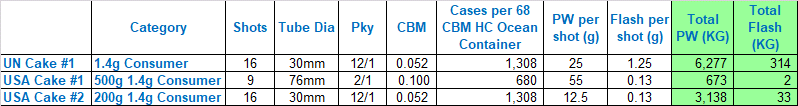 Category Shots Tube Dia Pky CBM Cases per 68 CBM HC Ocean Container PW per shot (g) Flash per shot (g) Total PW (KG) Total Flash (KG)
UN Cake #1 1.4g Consumer 16 30mm 12/1 0.052 1,308 25 1.25 6,277 314
USA Cake #1 500g 1.4g Consumer 9 76mm 2/1 0.100 680 55 0.13 673 2
USA Cake #2 200g 1.4g Consumer 16 30mm 12/1 0.052 1,308 12.5 0.13 3,138 33